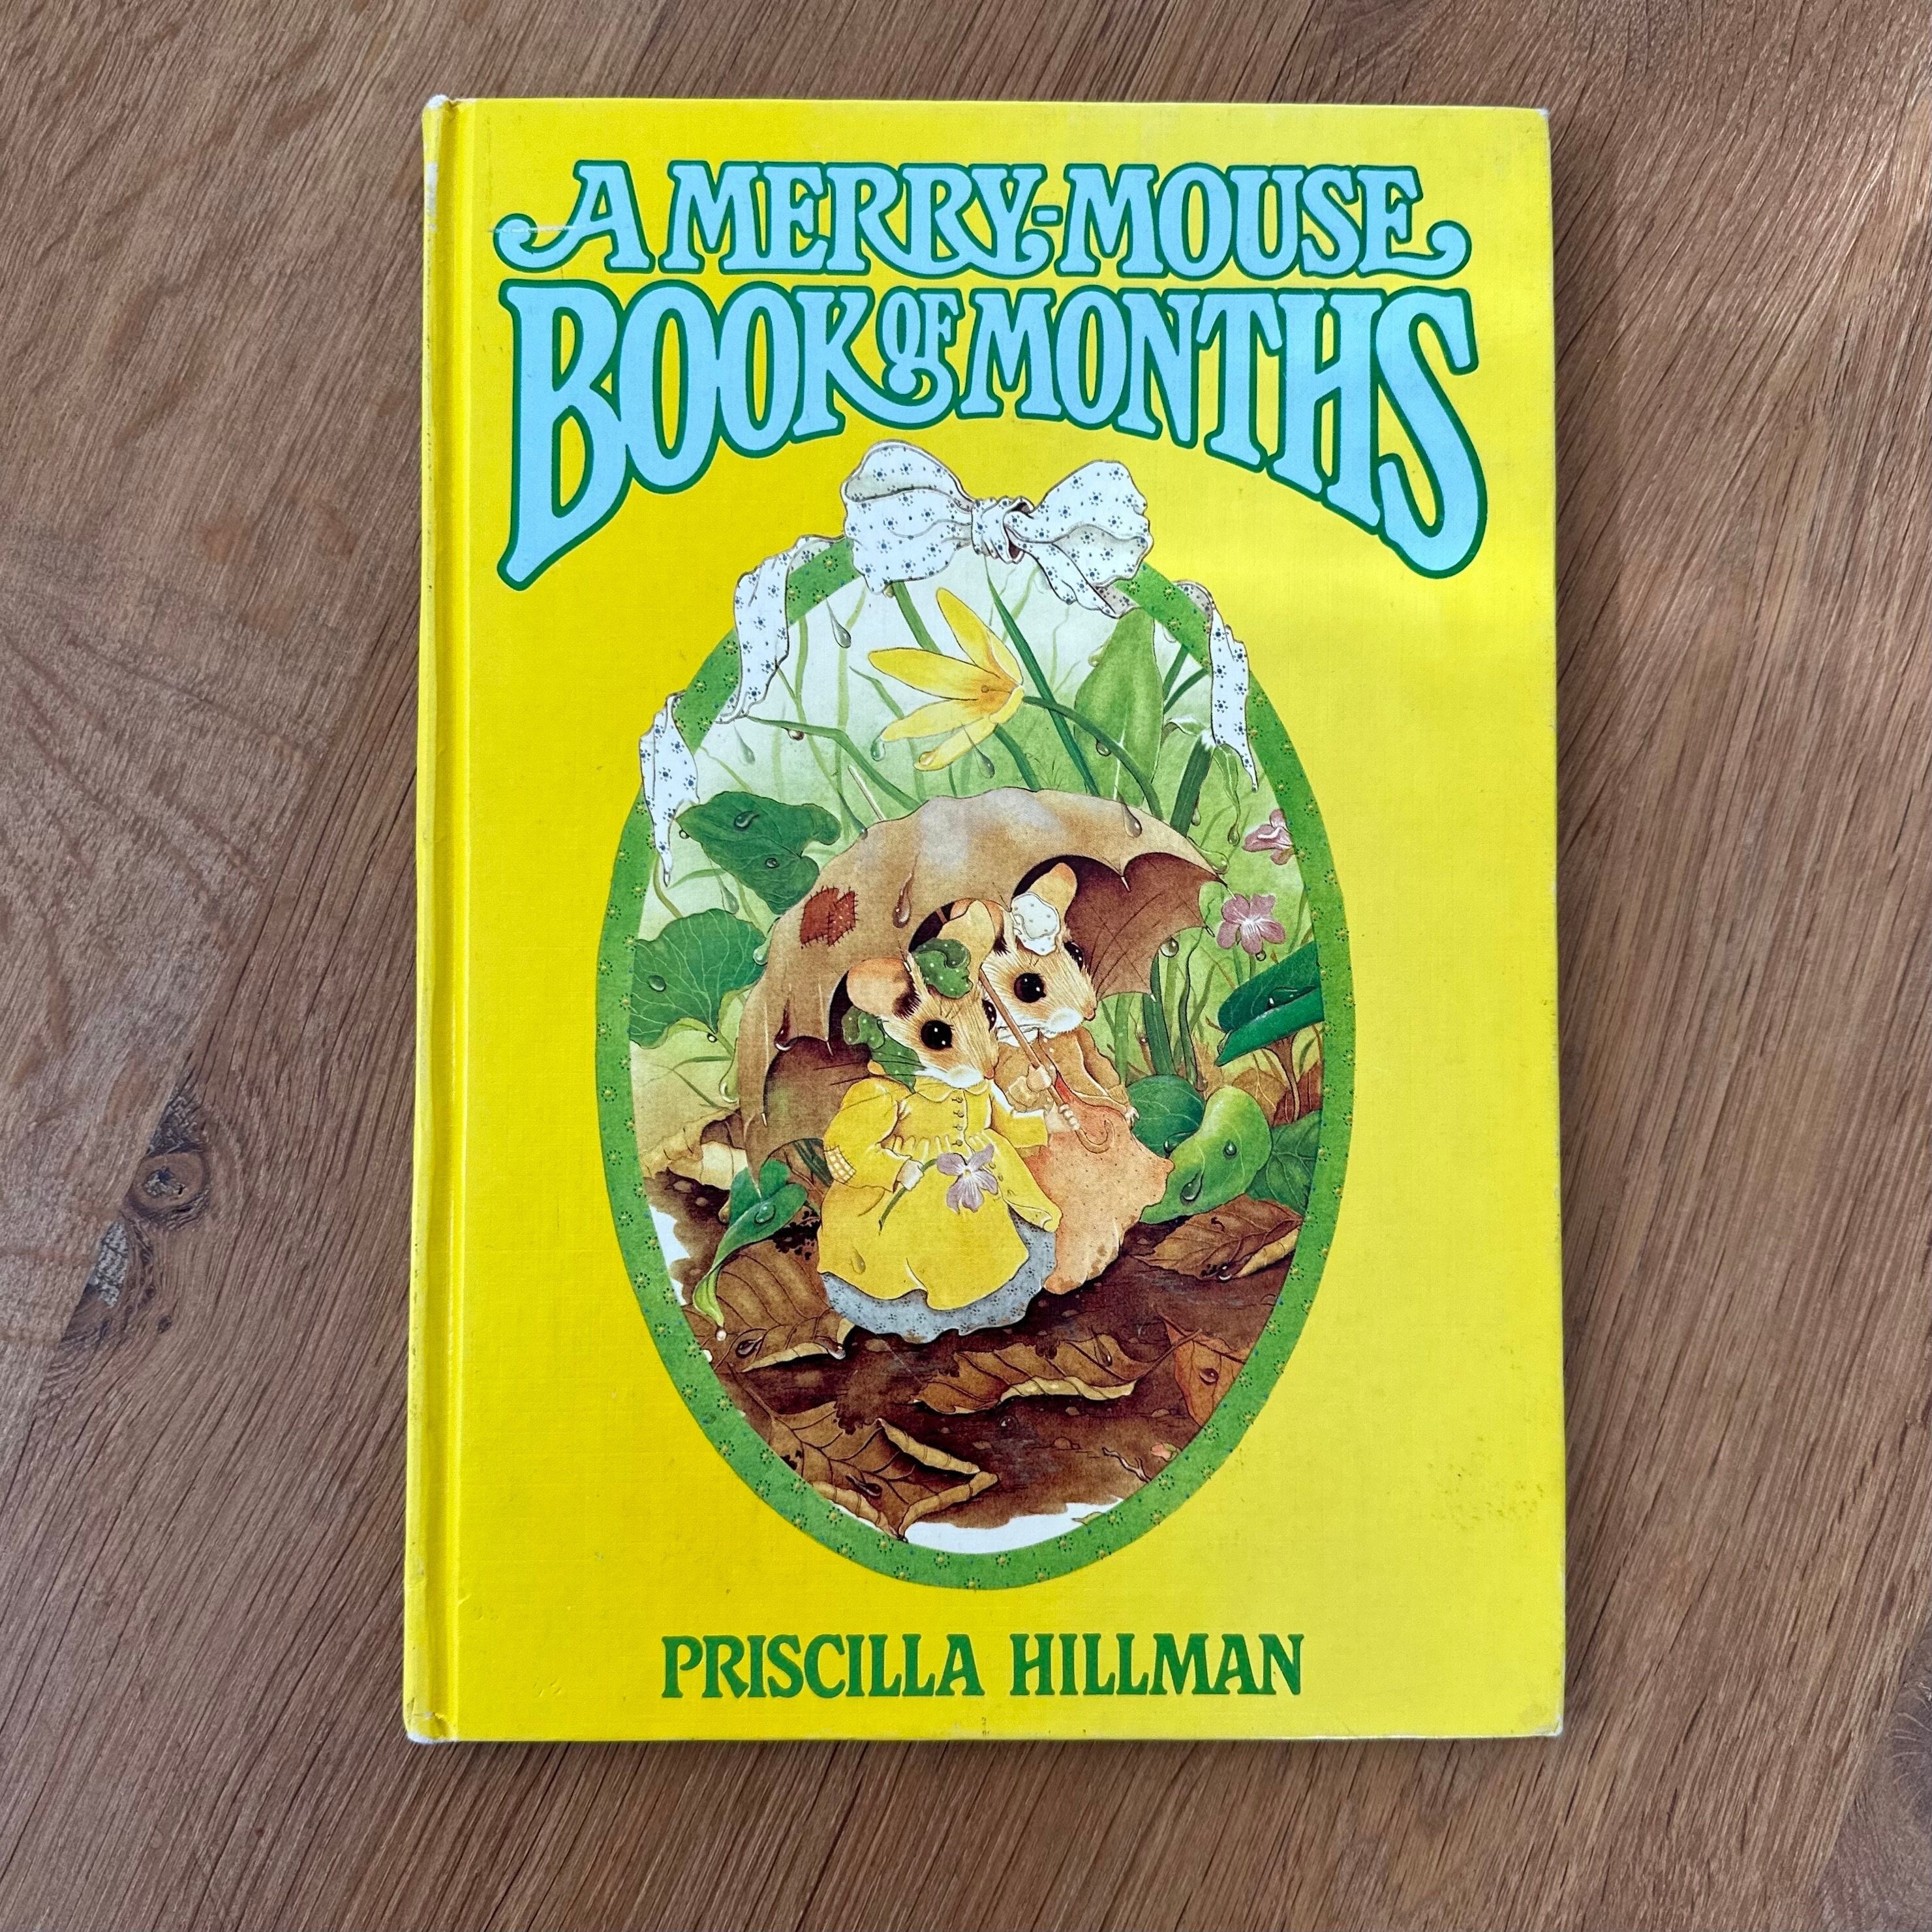 A MERRY-MOUSE
BOOK OF MONTHS
PRISCILLA HILLMAN